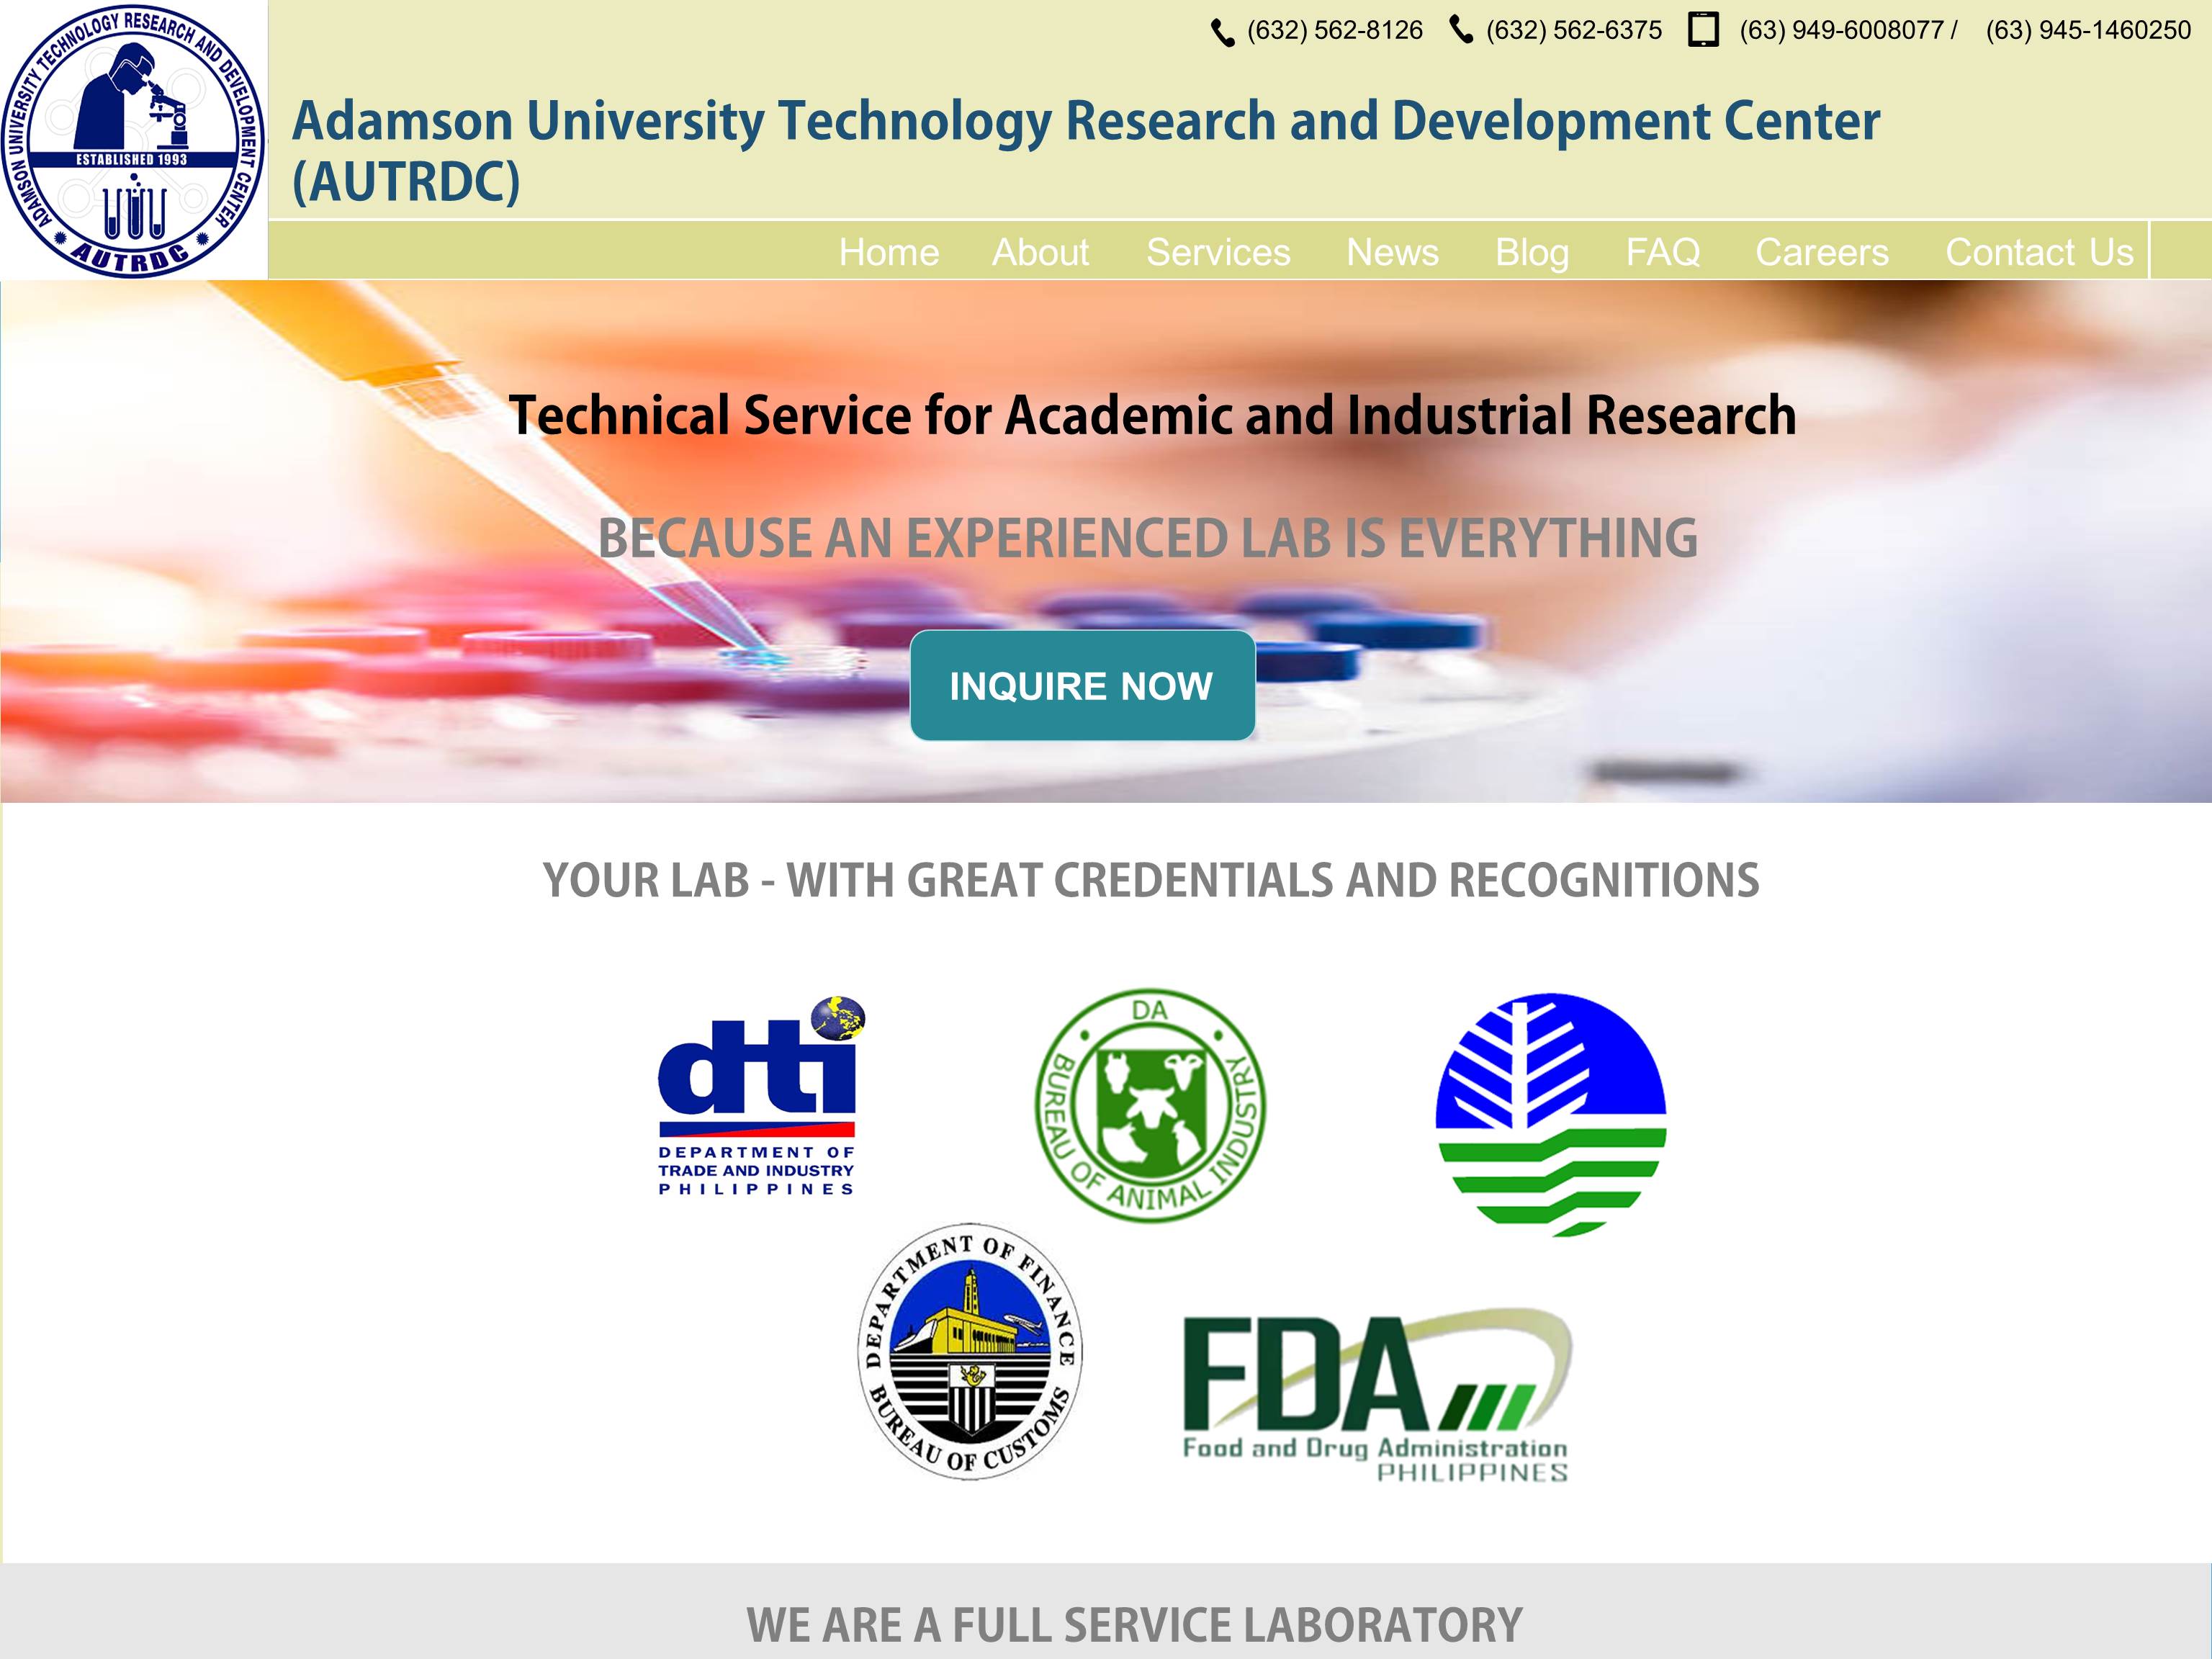 (632) 562-8126 (632) 562-6375 (63) 949-6008077 / (63) 945-1460250
ADAMSON UNIVERSITY TECHNOLOGY RESEARCH AND DEVELOPMENT CENTER
ESTABLISHED 1993
AUTRDC
Adamson University Technology Research and Development Center
(AUTRDC)
Home About Services News Blog FAQ Careers Contact Us
Technical Service for Academic and Industrial Research
BECAUSE AN EXPERIENCED LAB IS EVERYTHING
INQUIRE NOW
YOUR LAB - WITH GREAT CREDENTIALS AND RECOGNITIONS
dti
DEPARTMENT OF
TRADE AND INDUSTRY
PHILIPPINES
DA
BUREAU OF ANIMAL INDUSTRY
DEPARTMENT OF FINANCE
BUREAU OF CUSTOMS
FDA
Food and Drug Administration
PHILIPPINES
WE ARE A FULL SERVICE LABORATORY